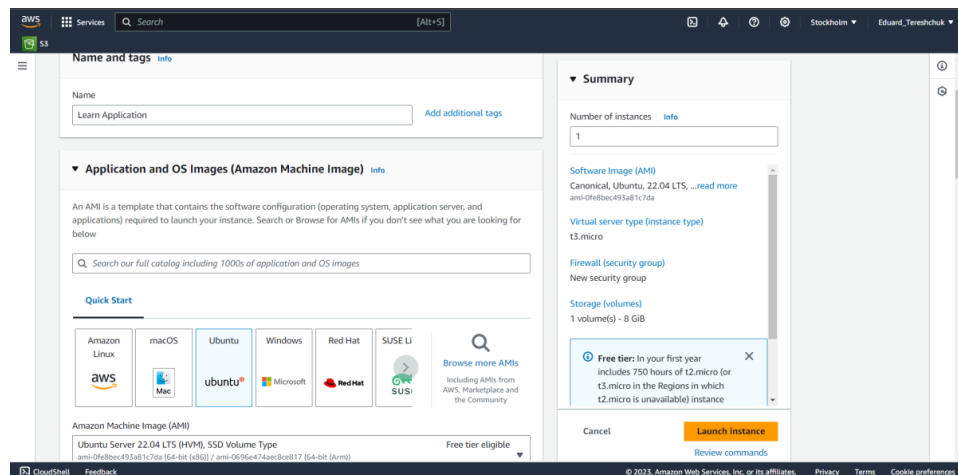 aws
Services
Search
[Alt+S]
Stockholm
Eduard_Tereshchuk
S3
Name and tags Info
Name
Learn Application
Add additional tags
Application and OS Images (Amazon Machine Image) Info
An AMI is a template that contains the software configuration (operating system, application server, and
applications) required to launch your instance. Search or Browse for AMIs if you don't see what you are looking for
below
Search our full catalog including 1000s of application and OS images
Quick Start
Amazon
Linux
aws
macOS
Mac
Ubuntu
ubuntu®
Windows
Microsoft
Red Hat
Red Hat
SUSE Li
SUS
Browse more AMIs
Including AMIs from
AWS, Marketplace and
the Community
Amazon Machine Image (AMI)
Ubuntu Server 22.04 LTS (HVM), SSD Volume Type
Free tier eligible
ami-0fe8bec493a81c7da (64-bit (x86)) / ami-0696e474aec8ce817 (64-bit (Arm))
Summary
Number of instances Info
1
Software Image (AMI)
Canonical, Ubuntu, 22.04 LTS, ...read more
ami-0fe8bec493a81c7da
Virtual server type (instance type)
t3.micro
Firewall (security group)
New security group
Storage (volumes)
1 volume(s) - 8 GiB
Free tier: In your first year
includes 750 hours of t2.micro (or
t3.micro in the Regions in which
t2.micro is unavailable) instance
Cancel
Launch instance
Review commands
CloudShell
Feedback
© 2023, Amazon Web Services, Inc. or its affiliates.
Privacy
Terms
Cookie preferences